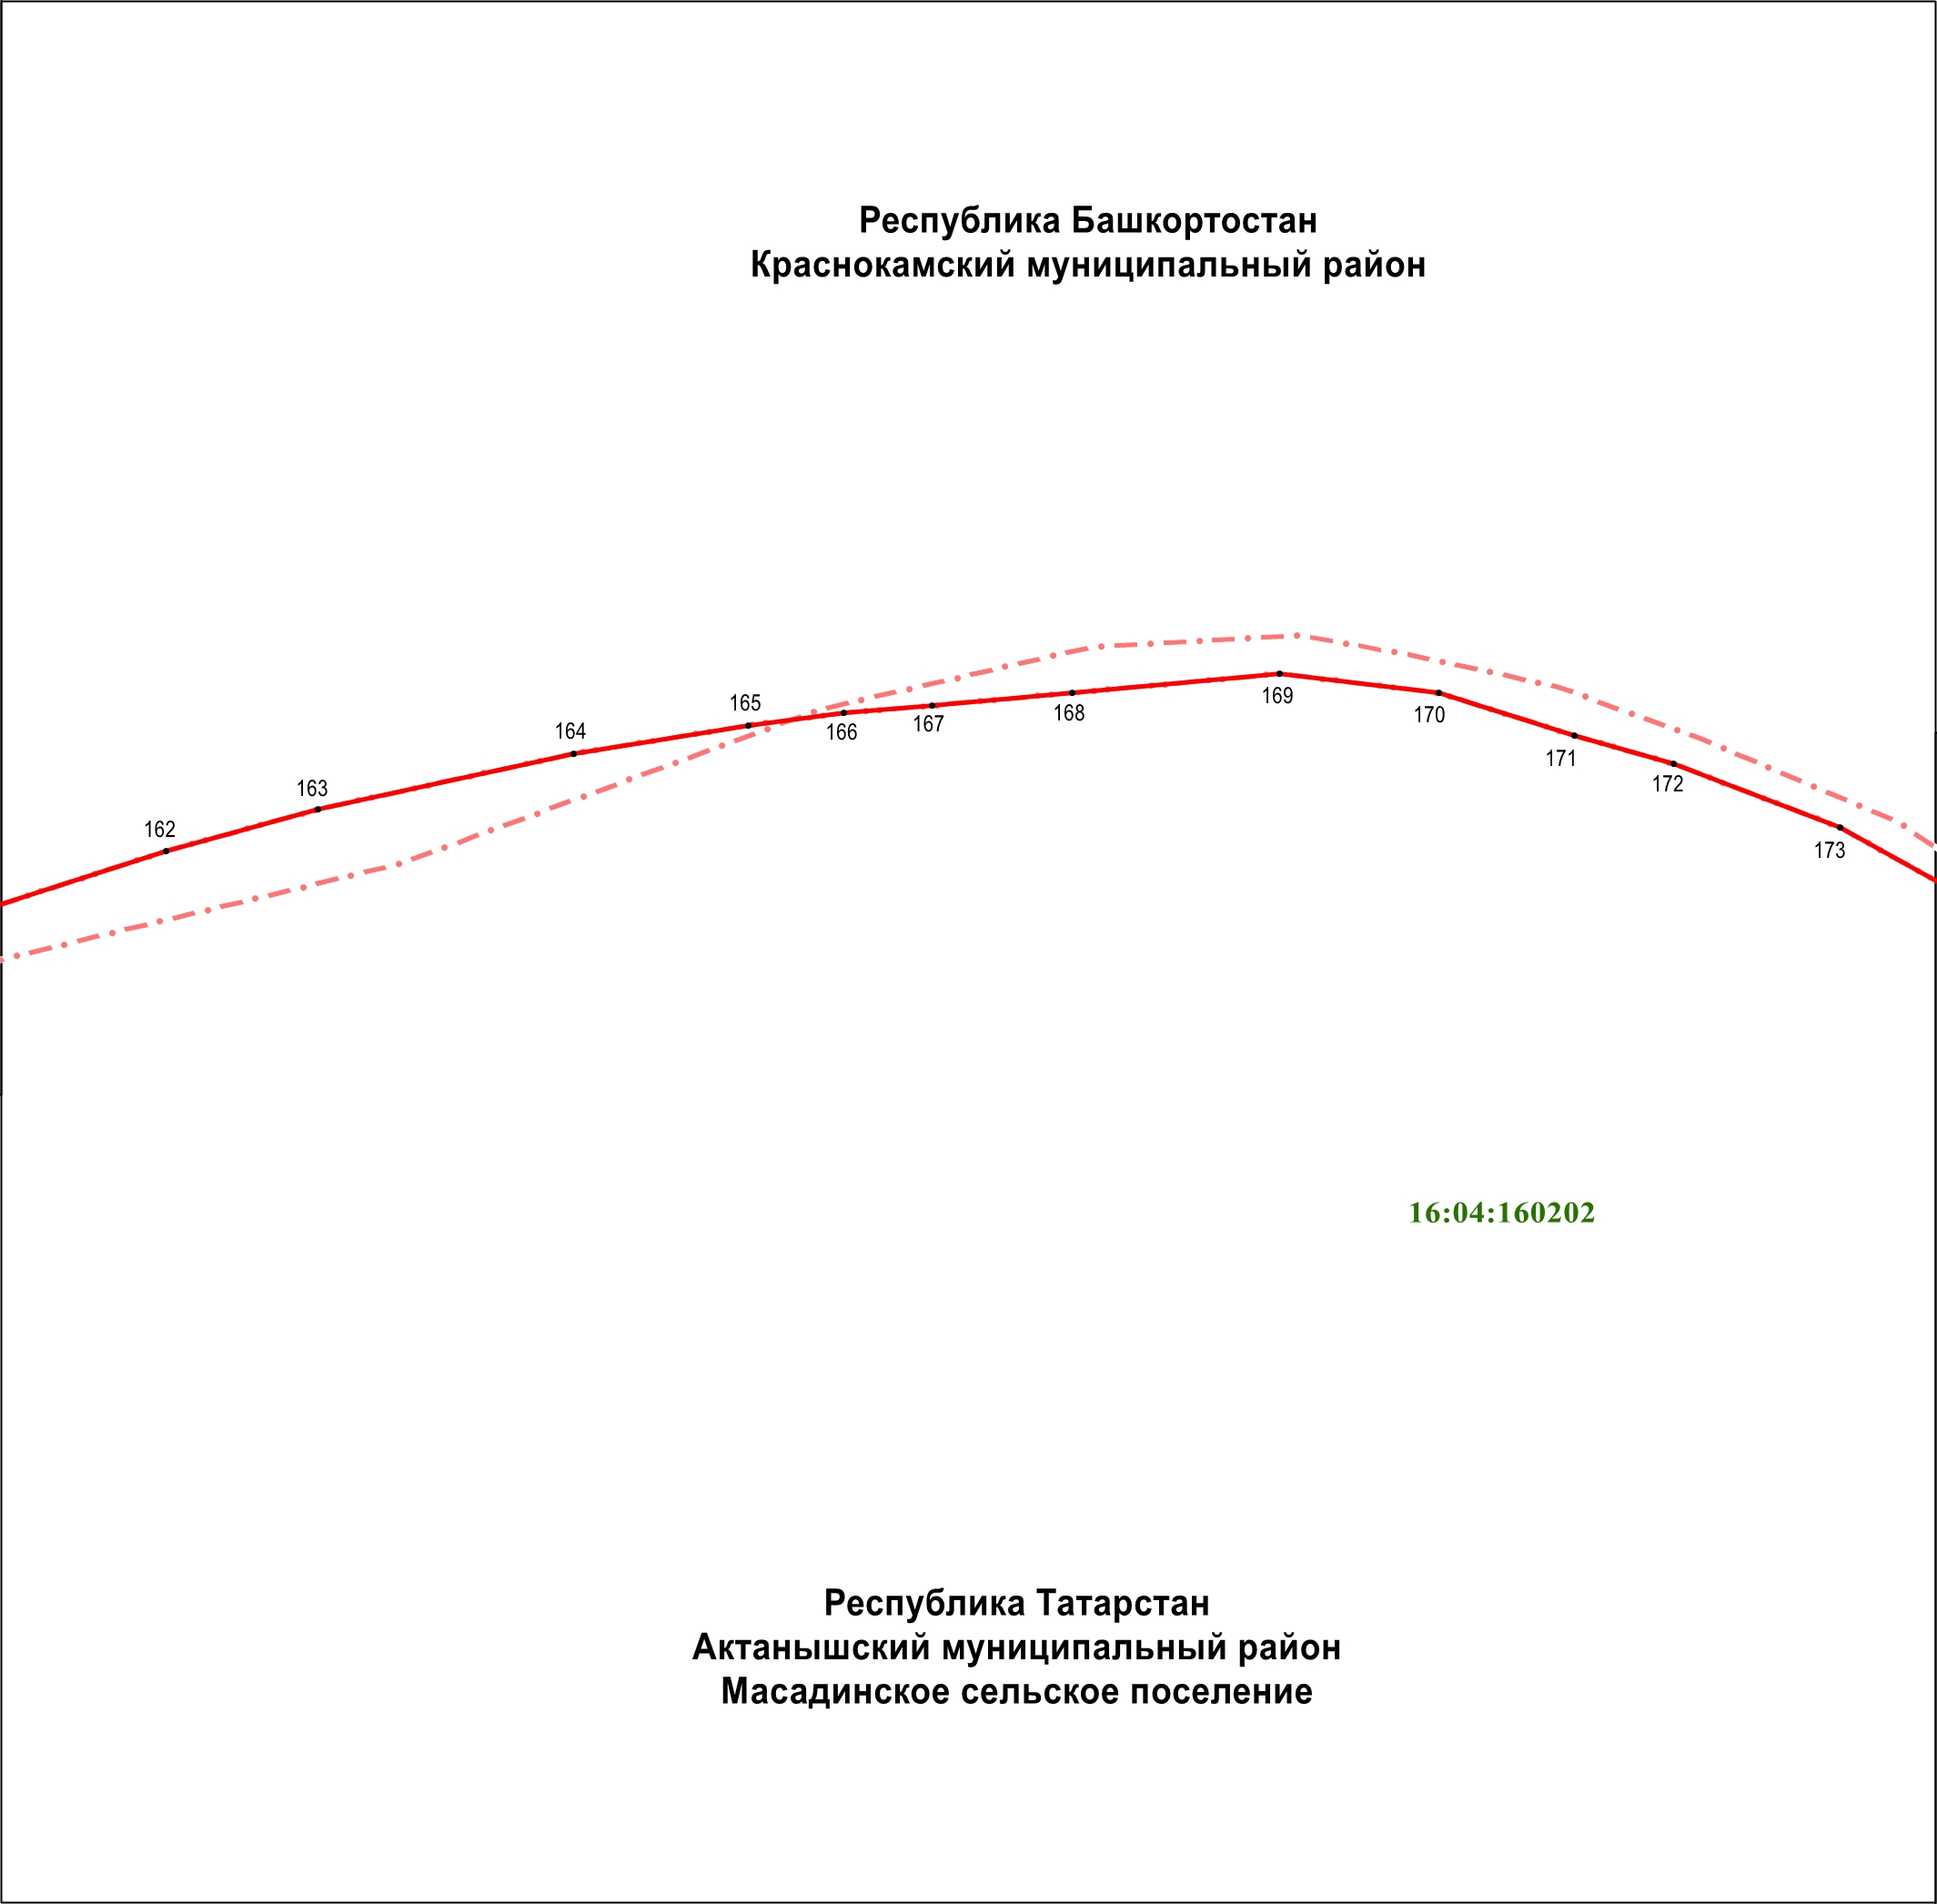 Республика Башкортостан
Краснокамский муниципальный район
162
163
164
165
166
167
168
169
170
171
172
173
16:04:160202
Республика Татарстан
Актанышский муниципальный район
Масадинское сельское поселение